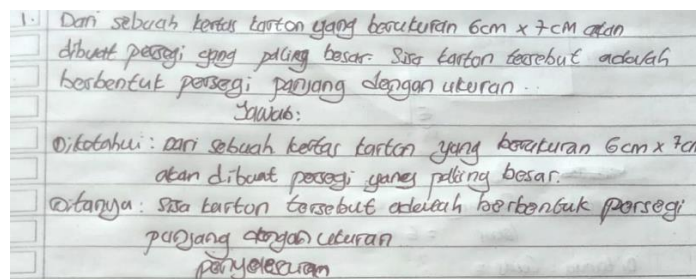 1. Dari sebuah kertas karton yang berukuran 6cm x 7cm akan
dibuat persegi yang paling besar. Sisa karton tersebut adalah
berbentuk persegi panjang dengan ukuran ...
Jawab:
Diketahui: Dari sebuah kertas karton yang berukuran 6cm x 7cm
akan dibuat persegi yang paling besar.
Ditanya: Sisa karton tersebut adalah berbentuk persegi
panjang dengan ukuran
penyelesaian